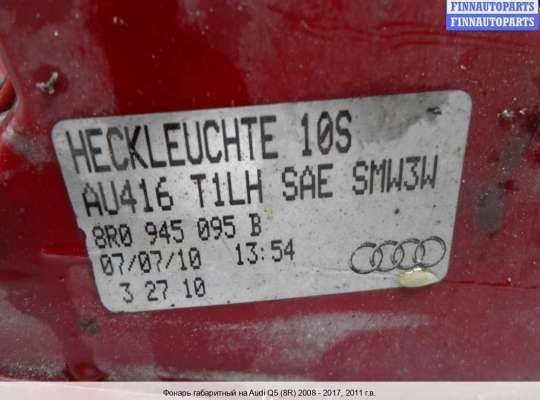 FINNAUTOPARTS
FINNAUTOPARTS
HECKLEUCHTE 10S
AU416 T1LH SAE SMW3W
8R0 945 095 B
07/07/10 13:54
3 27 10
Фонарь габаритный на Audi Q5 (8R) 2008 - 2017, 2011 г.в.